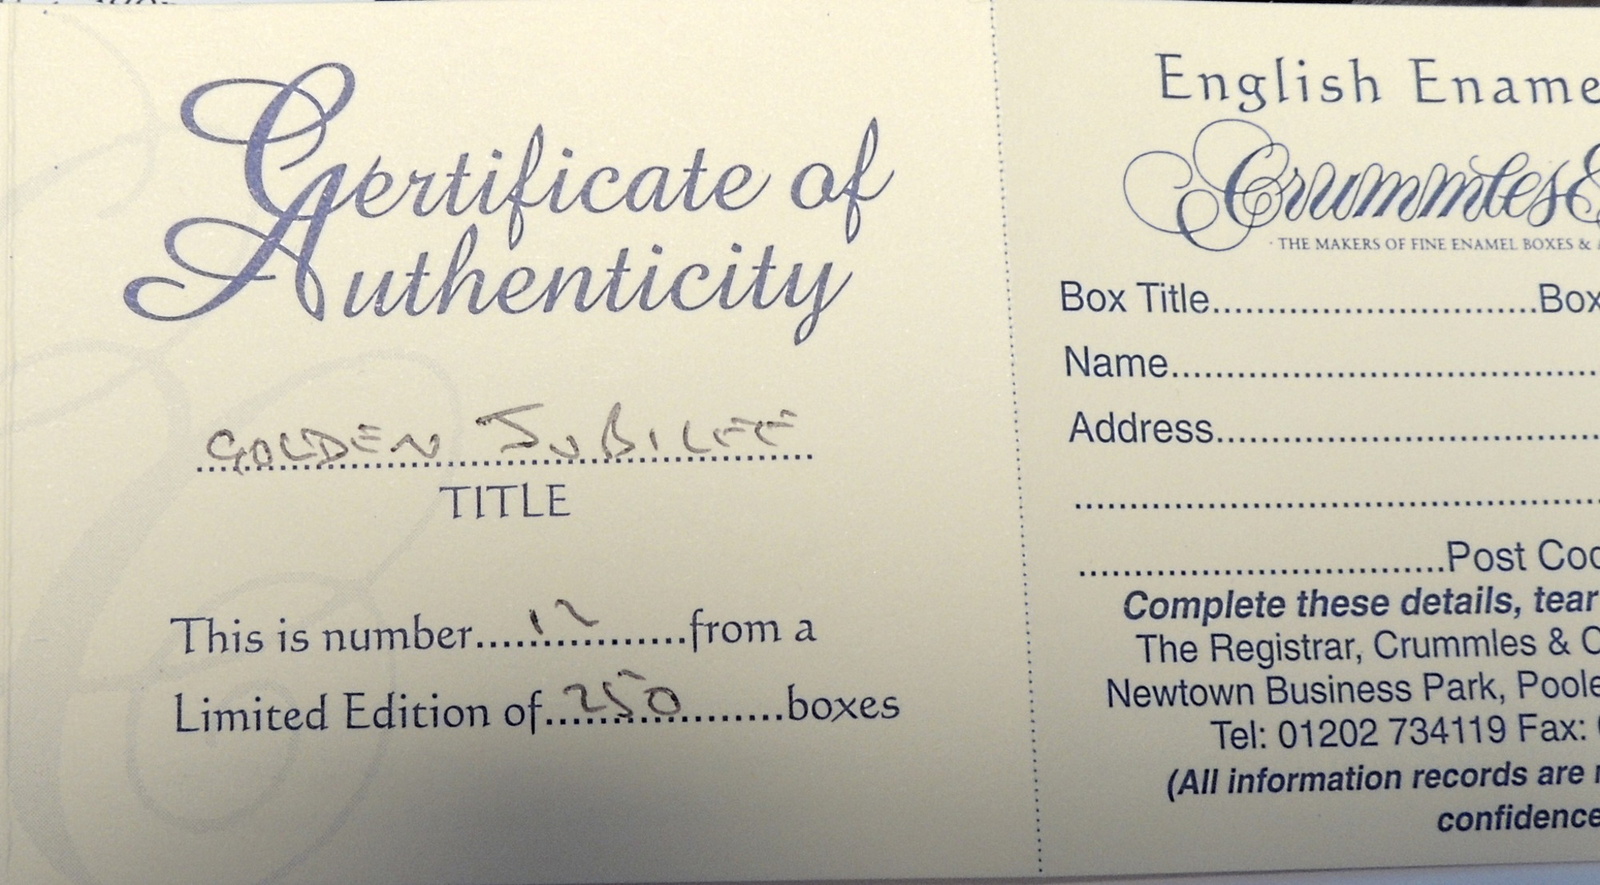 Certificate of
Authenticity
GOLDEN JUBILEE
TITLE
This is number....12....from a
Limited Edition of....250....boxes
English Ename
Crummles &
· THE MAKERS OF FINE ENAMEL BOXES &
Box Title..............................Box
Name
Address
Post Coo
Complete these details, tear
The Registrar, Crummles & C
Newtown Business Park, Poole
Tel: 01202 734119 Fax:
(All information records are
confidence